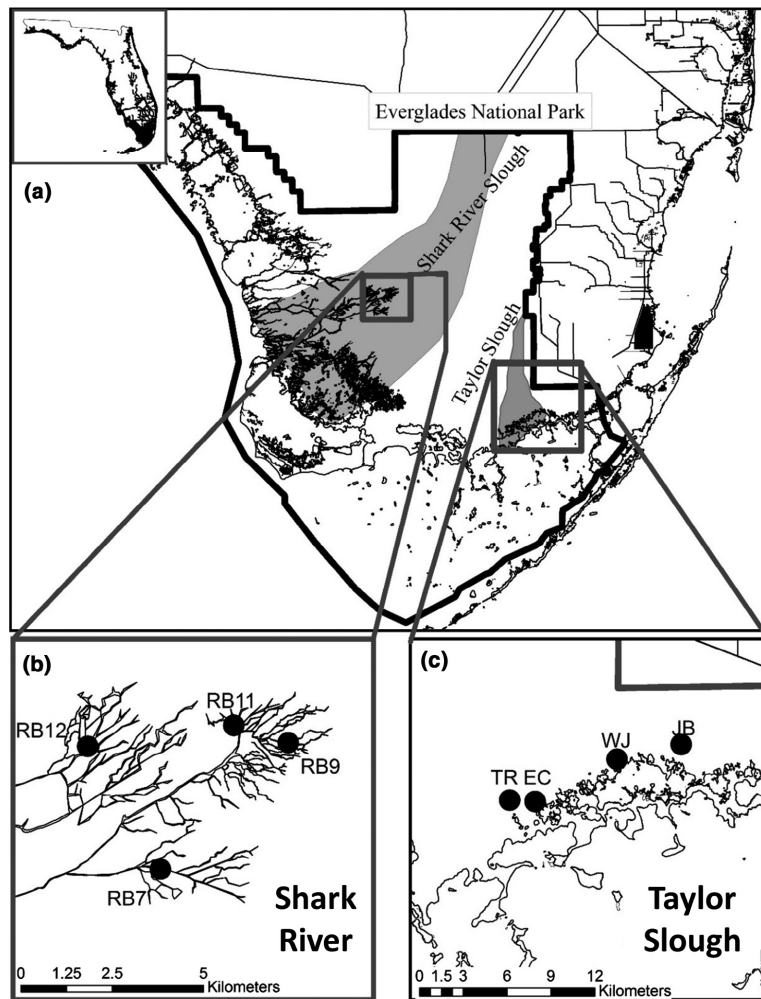 Everglades National Park
(a)
Shark River Slough
Taylor Slough
(b)
RB11
RB12
RB9
RB7
Shark
River
0 1.25 2.5 5
Kilometers
(c)
WJ
JB
TR EC
Taylor
Slough
0 1.5 3 6 9 12
Kilometers